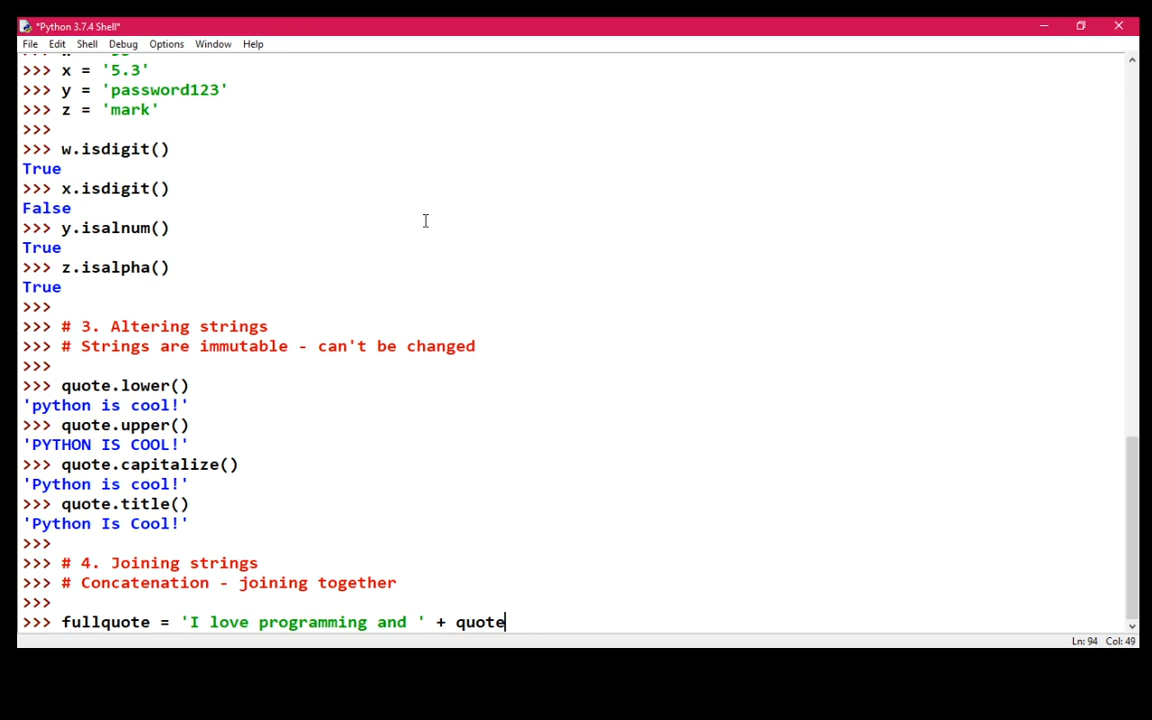 *Python 3.7.4 Shell*
File Edit Shell Debug Options Window Help
>>> x = '5.3'
>>> y = 'password123'
>>> z = 'mark'
>>>
>>> w.isdigit()
True
>>> x.isdigit()
False
>>> y.isalnum()
True
>>> z.isalpha()
True
>>>
>>> # 3. Altering strings
>>> # Strings are immutable - can't be changed
>>>
>>> quote.lower()
'python is cool!'
>>> quote.upper()
'PYTHON IS COOL!'
>>> quote.capitalize()
'Python is cool!'
>>> quote.title()
'Python Is Cool!'
>>>
>>> # 4. Joining strings
>>> # Concatenation - joining together
>>>
>>> fullquote = 'I love programming and ' + quote
Ln: 94 Col: 49